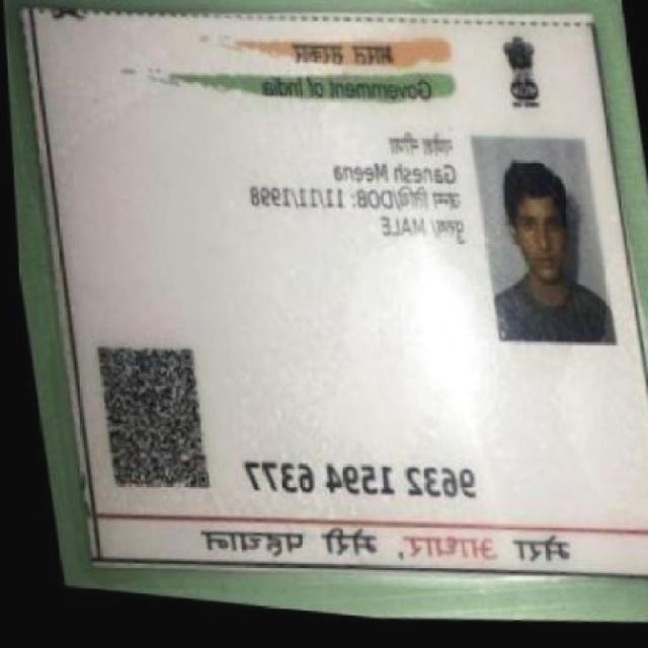 भारत सरकार
Government of India
गणेश मीणा
Ganesh Meena
जन्म तिथि/DOB: 11/11/1998
पुरुष/ MALE
9632 1594 6377
मेरा आधार, मेरी पहचान